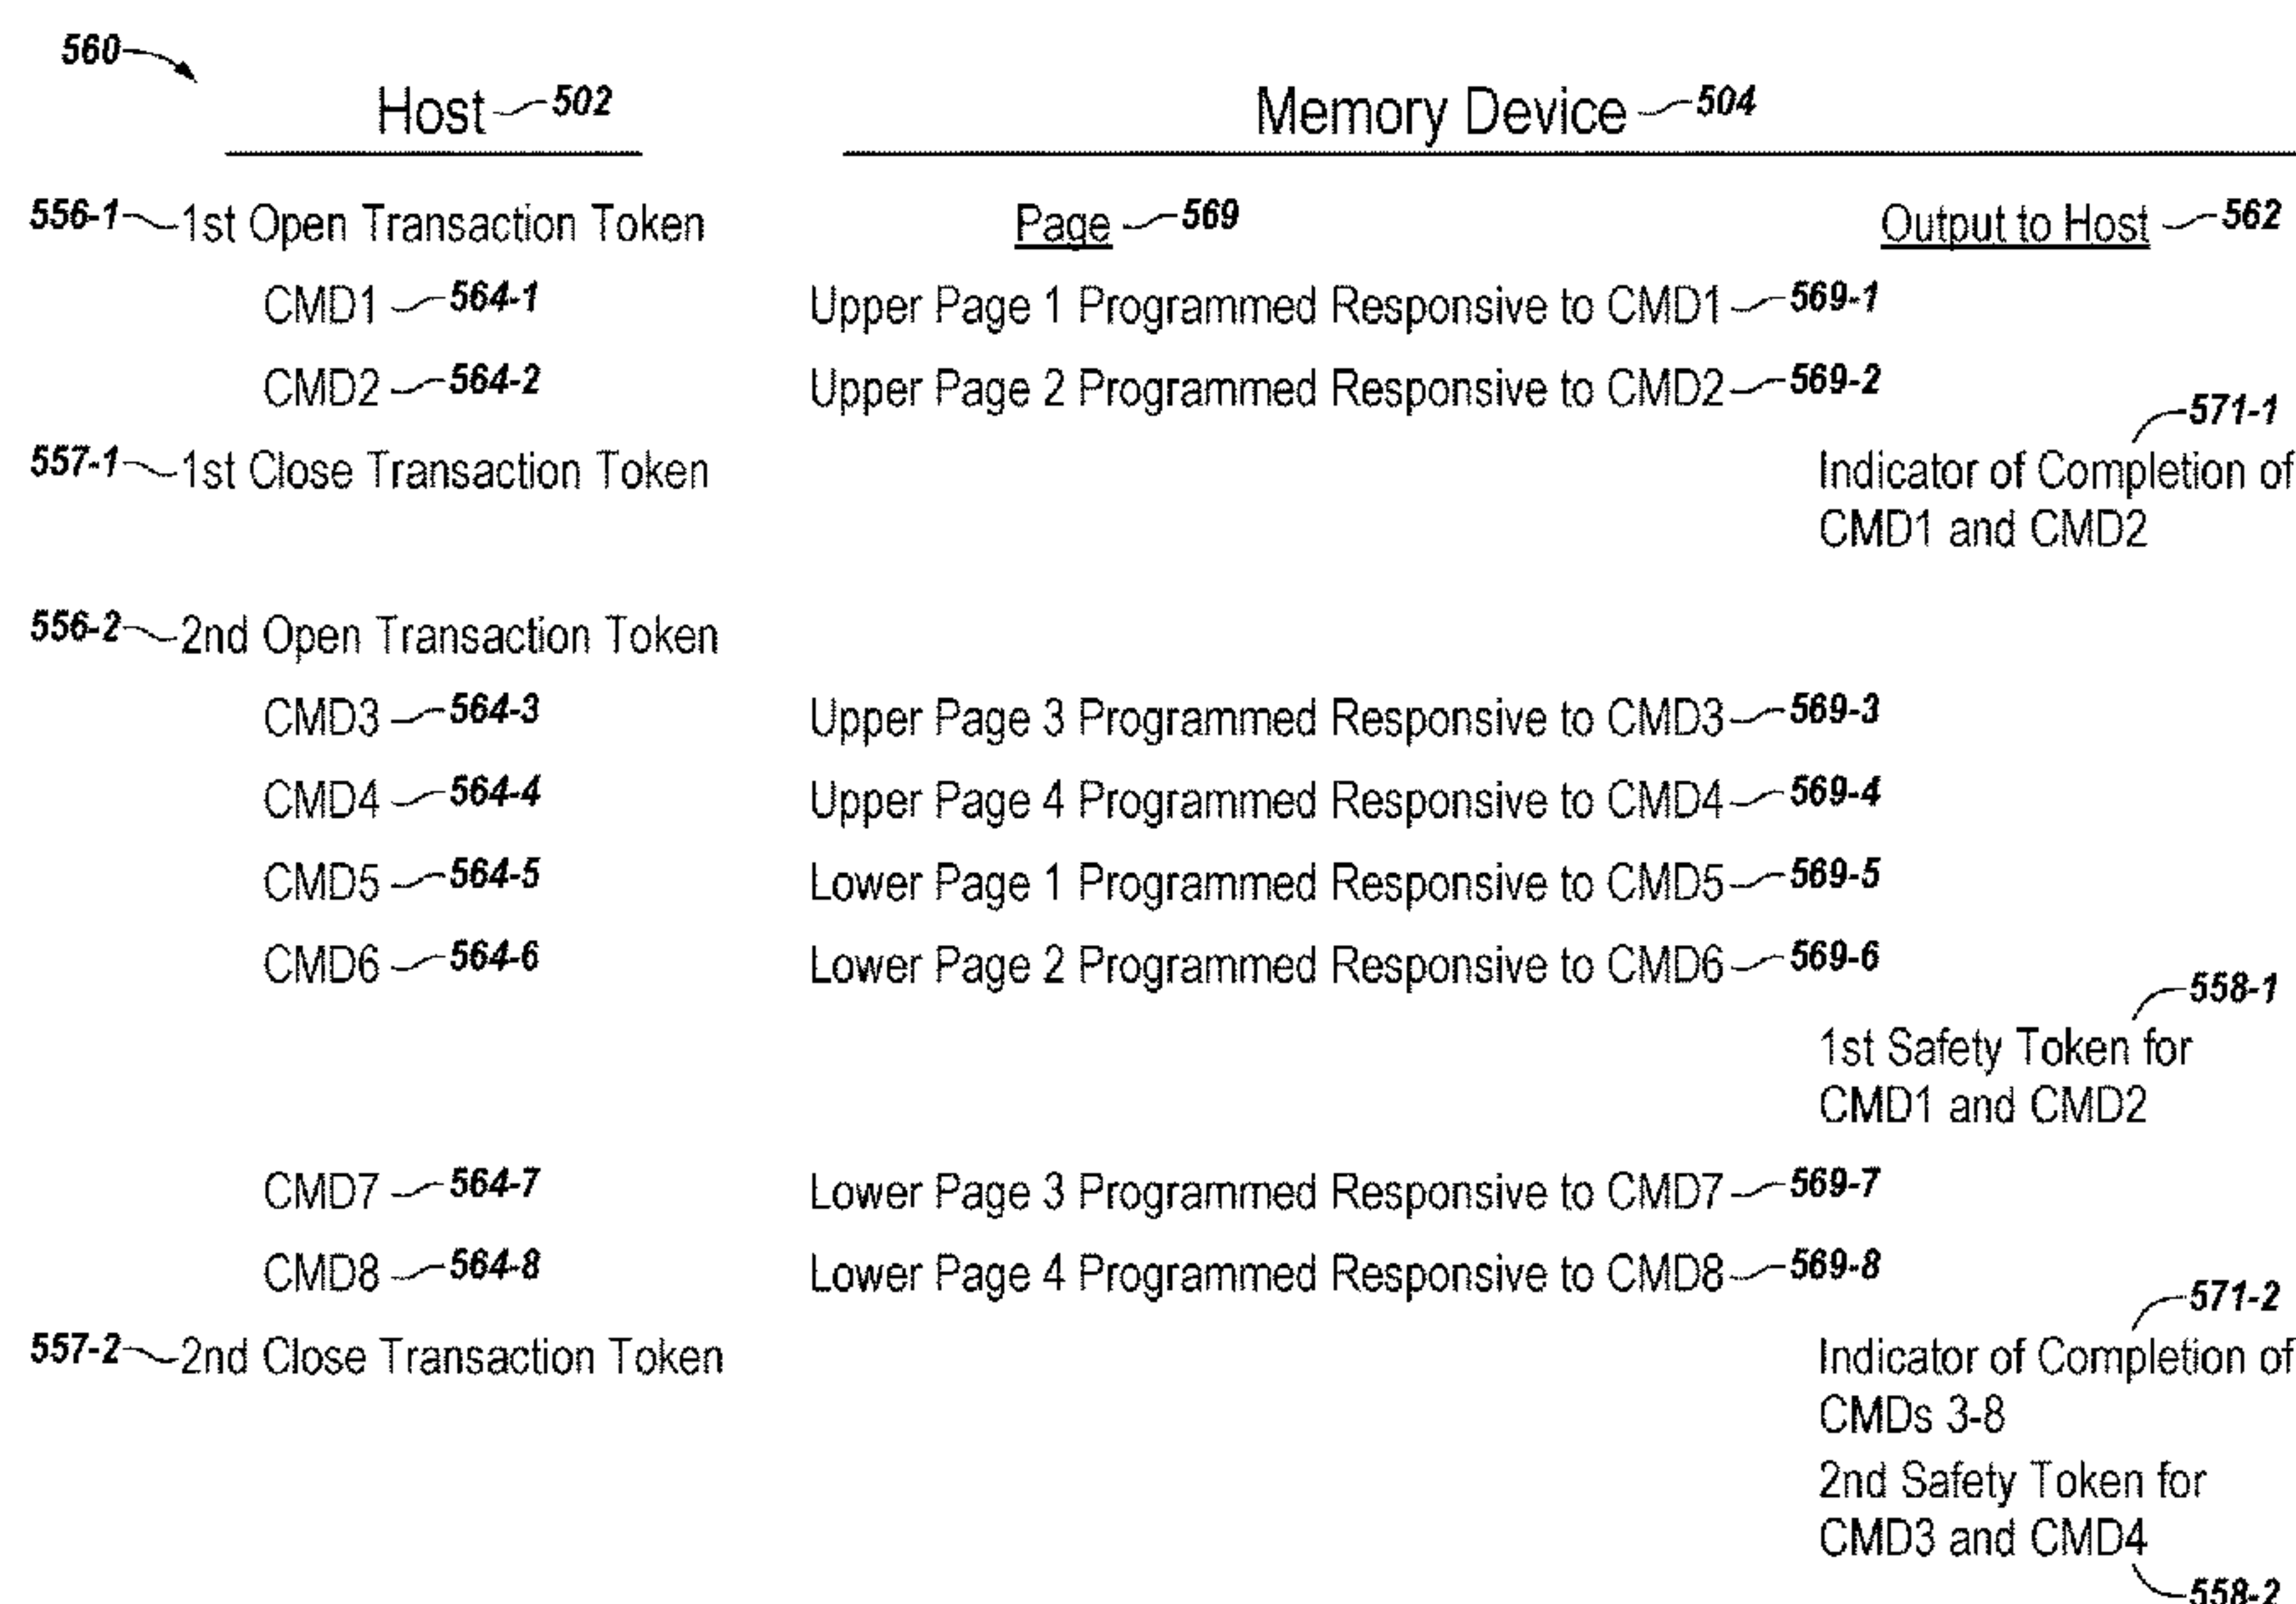 560
Host 502 Memory Device 504
556-1 1st Open Transaction Token Page 569 Output to Host 562
CMD1 564-1 Upper Page 1 Programmed Responsive to CMD1 569-1
CMD2 564-2 Upper Page 2 Programmed Responsive to CMD2 569-2
571-1
557-1 1st Close Transaction Token Indicator of Completion of
CMD1 and CMD2
556-2 2nd Open Transaction Token
CMD3 564-3 Upper Page 3 Programmed Responsive to CMD3 569-3
CMD4 564-4 Upper Page 4 Programmed Responsive to CMD4 569-4
CMD5 564-5 Lower Page 1 Programmed Responsive to CMD5 569-5
CMD6 564-6 Lower Page 2 Programmed Responsive to CMD6 569-6
558-1
1st Safety Token for
CMD1 and CMD2
CMD7 564-7 Lower Page 3 Programmed Responsive to CMD7 569-7
CMD8 564-8 Lower Page 4 Programmed Responsive to CMD8 569-8
571-2
557-2 2nd Close Transaction Token Indicator of Completion of
CMDs 3-8
2nd Safety Token for
CMD3 and CMD4
558-2